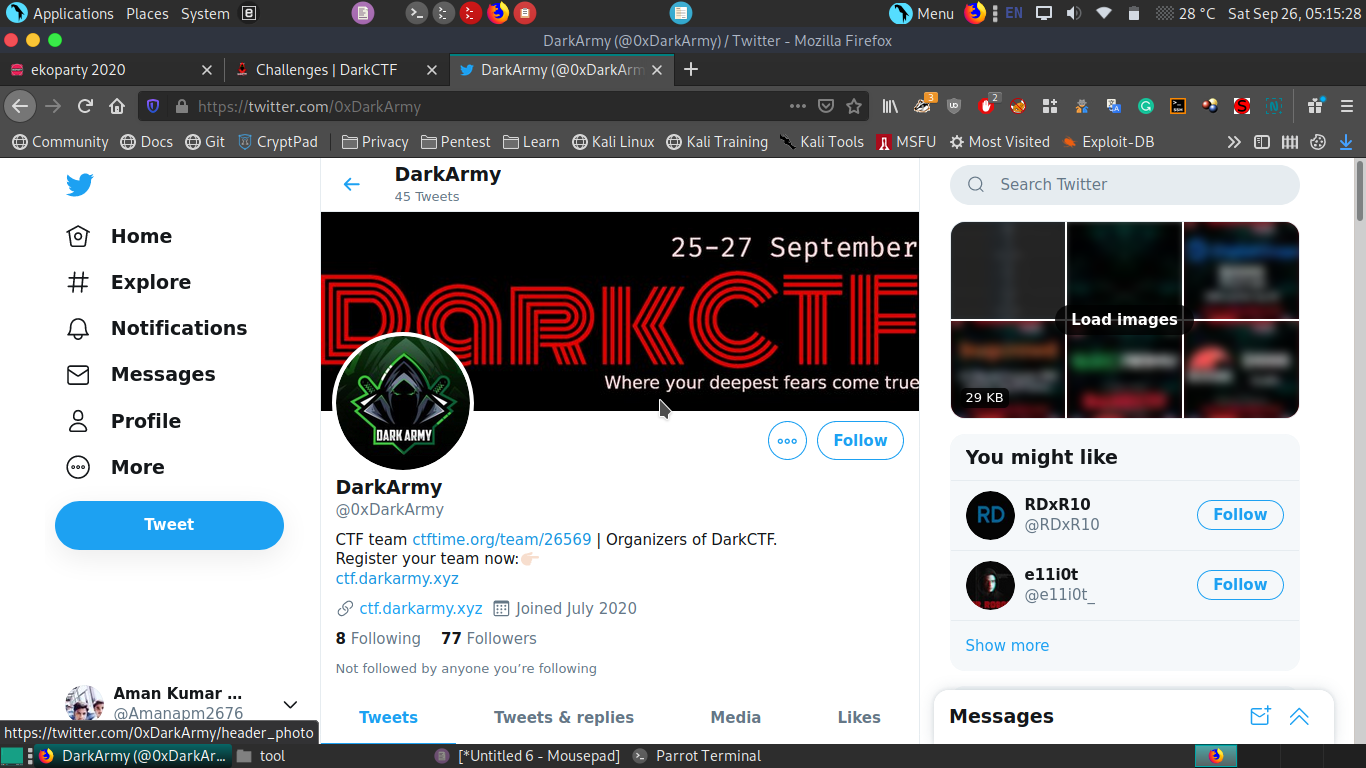 Applications Places System
Menu EN 28 °C Sat Sep 26, 05:15:28
DarkArmy (@0xDarkArmy) / Twitter - Mozilla Firefox
ekoparty 2020
Challenges | DarkCTF
DarkArmy (@0xDarkArm
https://twitter.com/0xDarkArmy
3
2
Community Docs Git CryptPad Privacy Pentest Learn Kali Linux Kali Training Kali Tools MSFU Most Visited Exploit-DB
Home
Explore
Notifications
Messages
Profile
More
Tweet
Aman Kumar ...
@Amanapm2676
https://twitter.com/0xDarkArmy/header_photo
DarkArmy
45 Tweets
25-27 September
DarkCTF
Where your deepest fears come true
DARK ARMY
Follow
DarkArmy
@0xDarkArmy
CTF team ctftime.org/team/26569 | Organizers of DarkCTF.
Register your team now:👉🏻
ctf.darkarmy.xyz
ctf.darkarmy.xyz Joined July 2020
8 Following 77 Followers
Not followed by anyone you’re following
Tweets Tweets & replies Media Likes
Search Twitter
Load images
29 KB
You might like
RD
RDxR10
@RDxR10
Follow
e11i0t
@e11i0t_
Follow
Show more
Messages
DarkArmy (@0xDarkAr...
tool
[*Untitled 6 - Mousepad]
Parrot Terminal